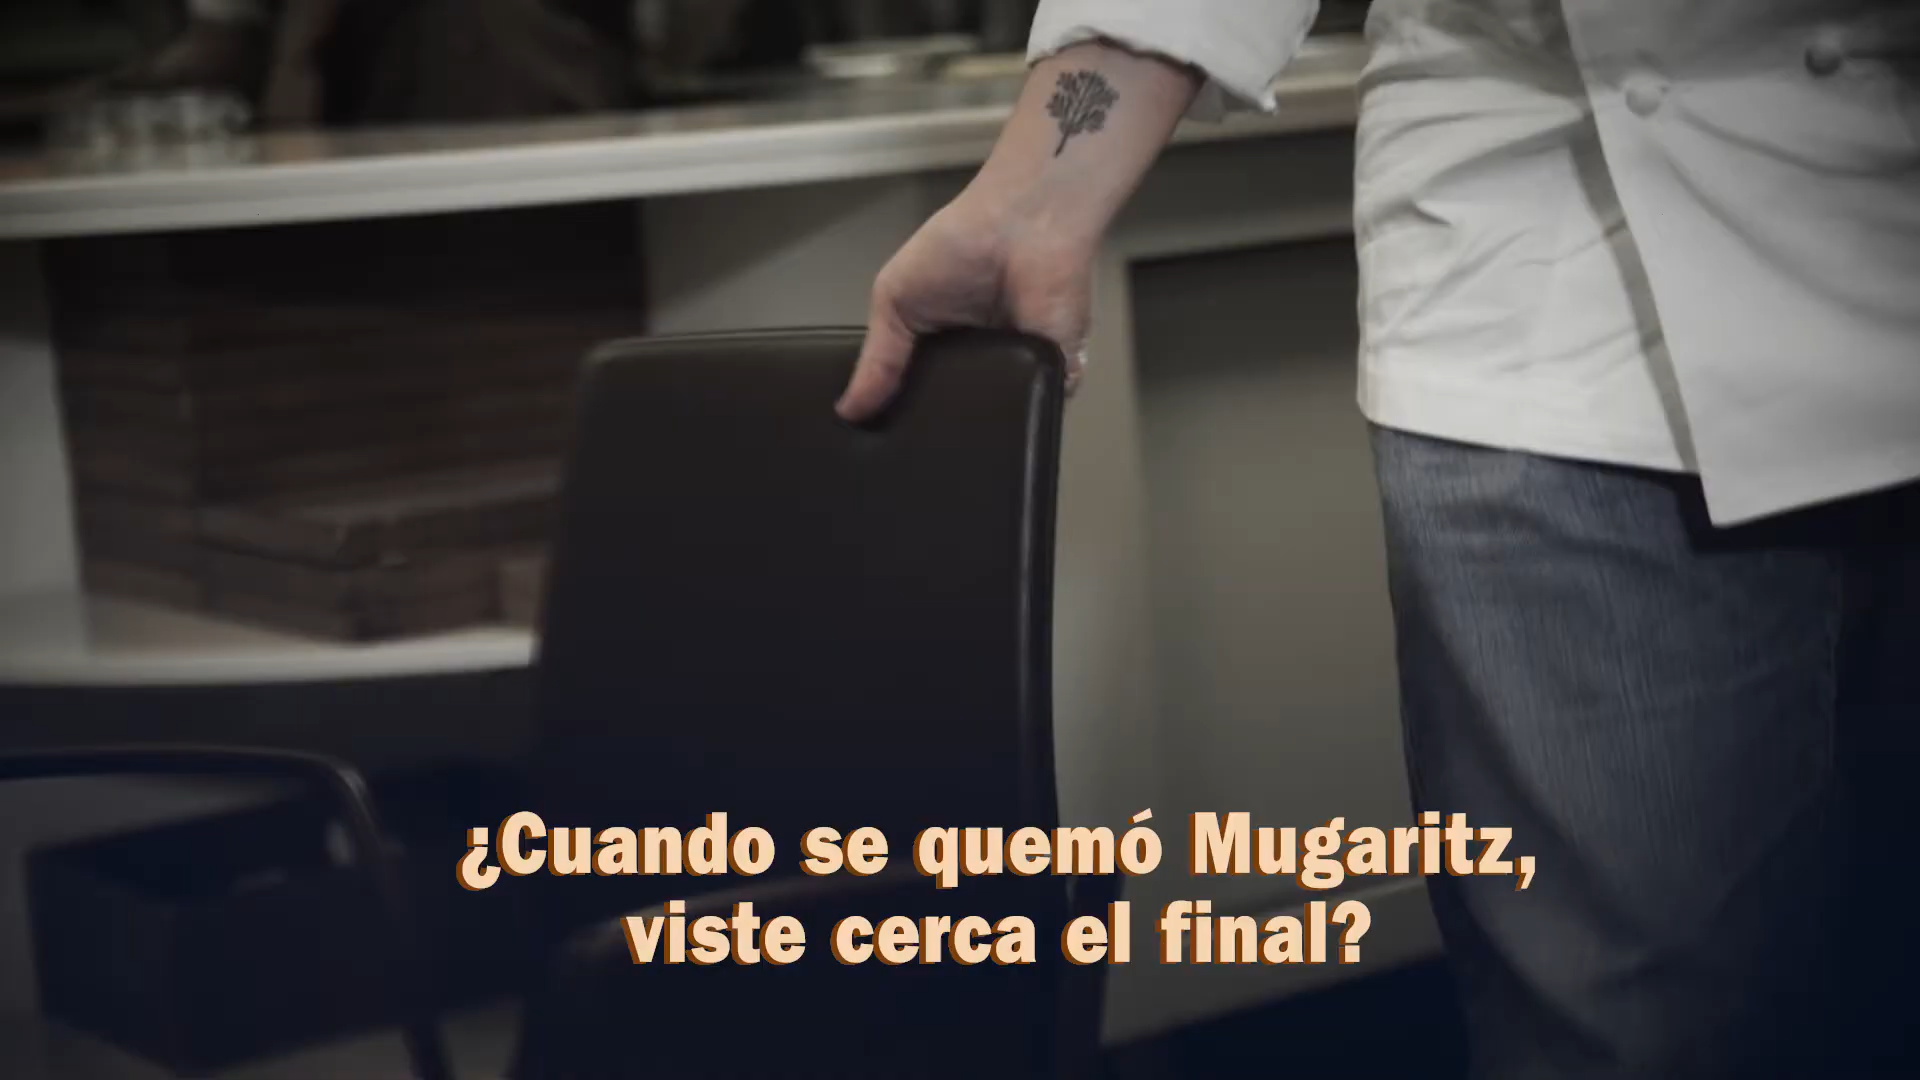 ¿Cuando se quemó Mugaritz,
viste cerca el final?